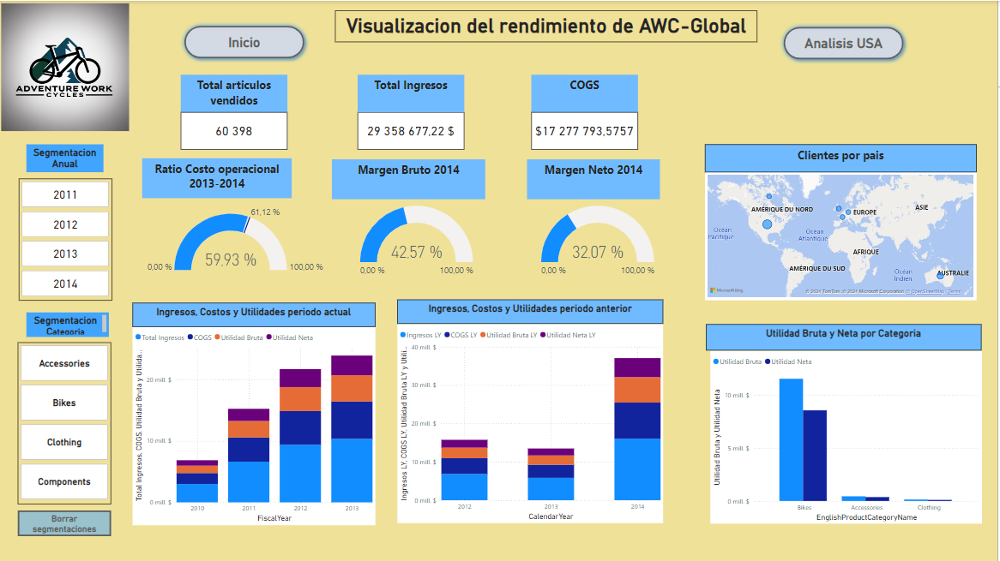 ADVENTURE WORK
CYCLES
Inicio
Visualizacion del rendimiento de AWC-Global
Analisis USA
Total articulos
vendidos
60 398
Total Ingresos
29 358 677,22 $
COGS
$17 277 793,5757
Segmentacion
Anual
2011
2012
2013
2014
Segmentacion
Categoria
Accessories
Bikes
Clothing
Components
Borrar
segmentaciones
Ratio Costo operacional
2013-2014
61,12 %
59,93 %
0,00 %
100,00 %
Margen Bruto 2014
42.57 %
0,00 %
100,00 %
Margen Neto 2014
32,07 %
0,00 %
100,00 %
Clientes por pais
AMÉRIQUE DU NORD
EUROPE
ASIE
Océan
Pacifique
Océan
Atlantique
AFRIQUE
AMÉRIQUE DU SUD
Océan
Indien
AUSTRALIE
Microsoft Bing
© 2024 TomTom, © 2024 Microsoft Corporation, © OpenStreetMap Terms
Ingresos, Costos y Utilidades periodo actual
Total Ingresos COGS Utilidad Bruta Utilidad Neta
Total Ingresos, COGS, Utilidad Bruta y Utilida...
20 mill. $
10 mill. $
0 mill. $
2010 2011 2012 2013
FiscalYear
Ingresos, Costos y Utilidades periodo anterior
Ingresos LY COGS LY Utilidad Bruta LY Utilidad Neta LY
Ingresos LY, COGS LY, Utilidad Bruta LY y Utili...
40 mill. $
30 mill. $
20 mill. $
10 mill. $
0 mill. $
2012 2013 2014
CalendarYear
Utilidad Bruta y Neta por Categoria
Utilidad Bruta Utilidad Neta
Utilidad Bruta y Utilidad Neta
10 mill. $
5 mill. $
0 mill. $
Bikes Accessories Clothing
EnglishProductCategoryName